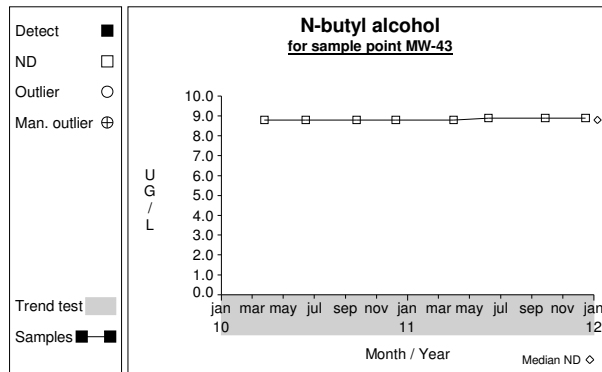 Detect
ND
Outlier
Man. outlier
Trend test
Samples
N-butyl alcohol
for sample point MW-43
U
G
/
L
10.0
9.0
8.0
7.0
6.0
5.0
4.0
3.0
2.0
1.0
0.0
jan mar may jul sep nov jan mar may jul sep nov jan
10 11 12
Month / Year
Median ND